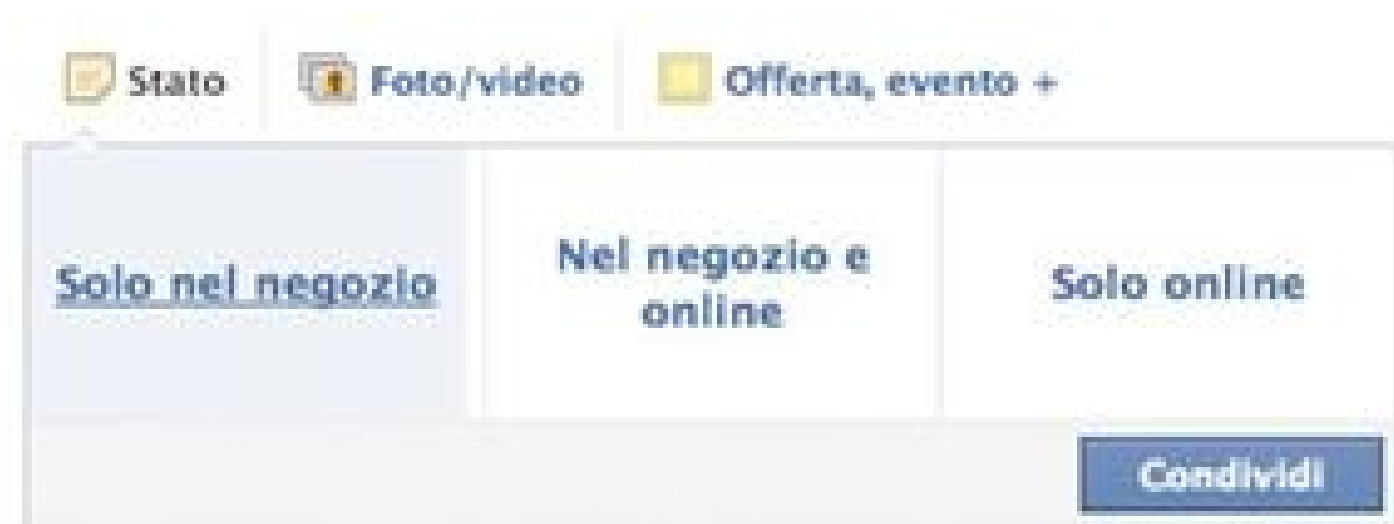 Stato Foto/video Offerta, evento +
Solo nel negozio
Nel negozio e
online
Solo online
Condividi